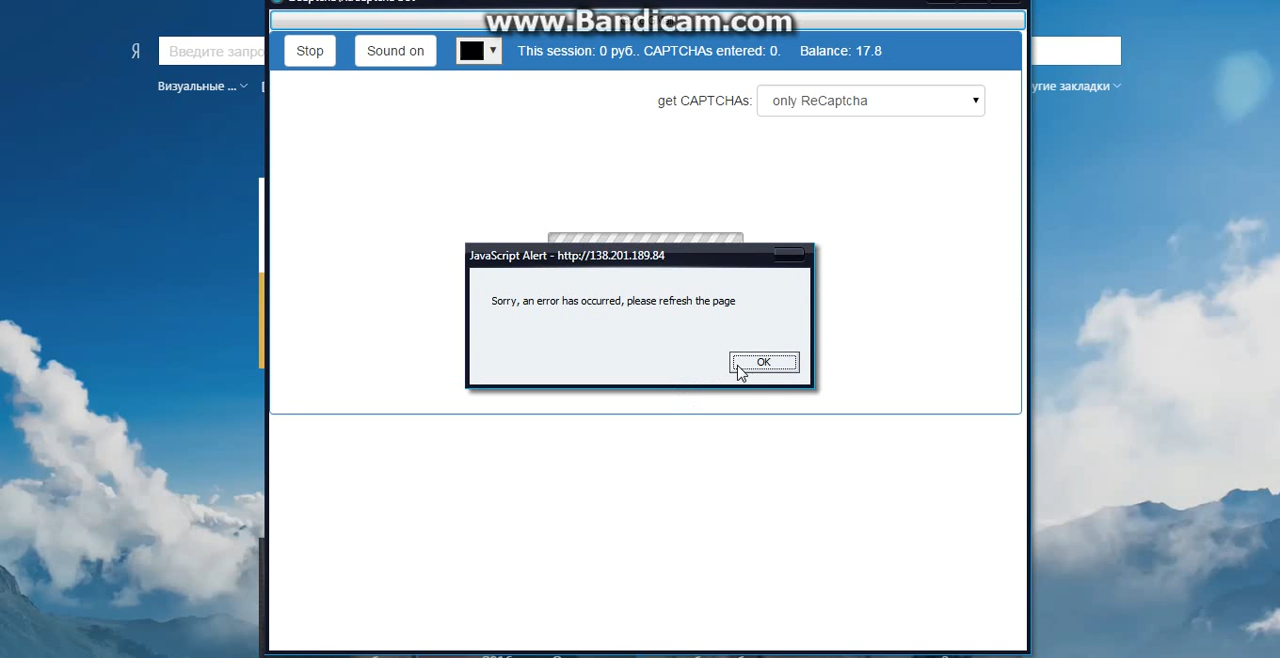 www.Bandicam.com
Я
Введите запро
Stop
Sound on
This session: 0 руб.. CAPTCHAs entered: 0.
Balance: 17.8
Визуальные ...
угие закладки
get CAPTCHAs:
only ReCaptcha
JavaScript Alert - http://138.201.189.84
Sorry, an error has occurred, please refresh the page
OK